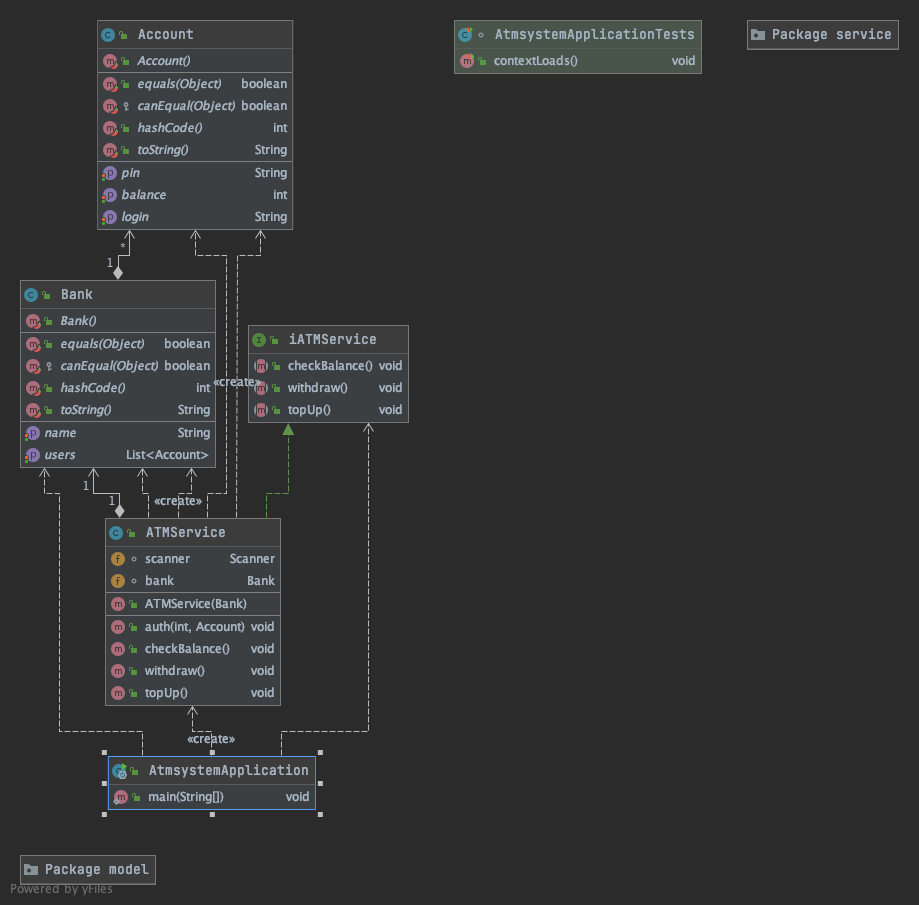 Account
Account()
equals(Object) boolean
canEqual(Object) boolean
hashCode() int
toString() String
pin String
balance int
login String
AtmsystemApplicationTests
contextLoads() void
Package service
*
1
Bank
Bank()
equals(Object) boolean
canEqual(Object) boolean
hashCode() int
toString() String
name String
users List<Account>
«create»
iATMService
checkBalance() void
withdraw() void
topUp() void
1
1
«create»
ATMService
scanner Scanner
bank Bank
ATMService(Bank)
auth(int, Account) void
checkBalance() void
withdraw() void
topUp() void
«create»
AtmsystemApplication
main(String[]) void
Package model
Powered by yFiles